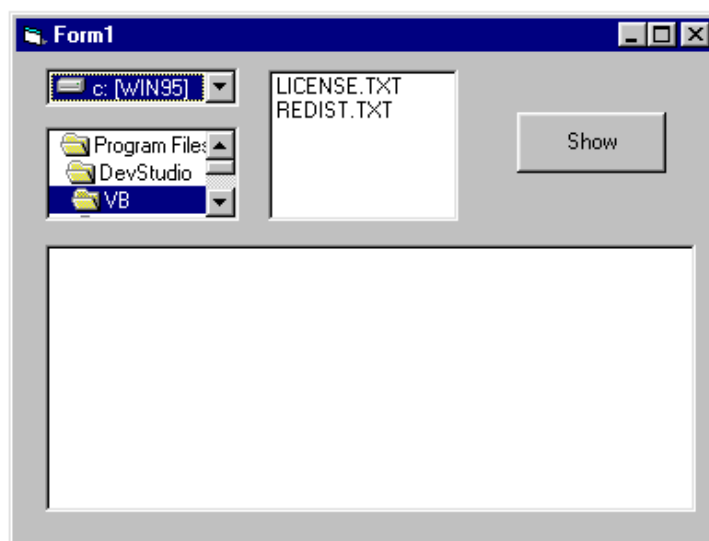 Form1
c: [WIN95]
LICENSE.TXT
REDIST.TXT
Show
Program Files
DevStudio
VB